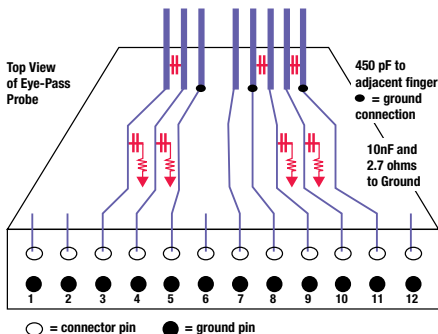 Top View
of Eye-Pass
Probe
450 pF to
adjacent finger
= ground
connection
10nF and
2.7 ohms
to Ground
1 2 3 4 5 6 7 8 9 10 11 12
= connector pin = ground pin